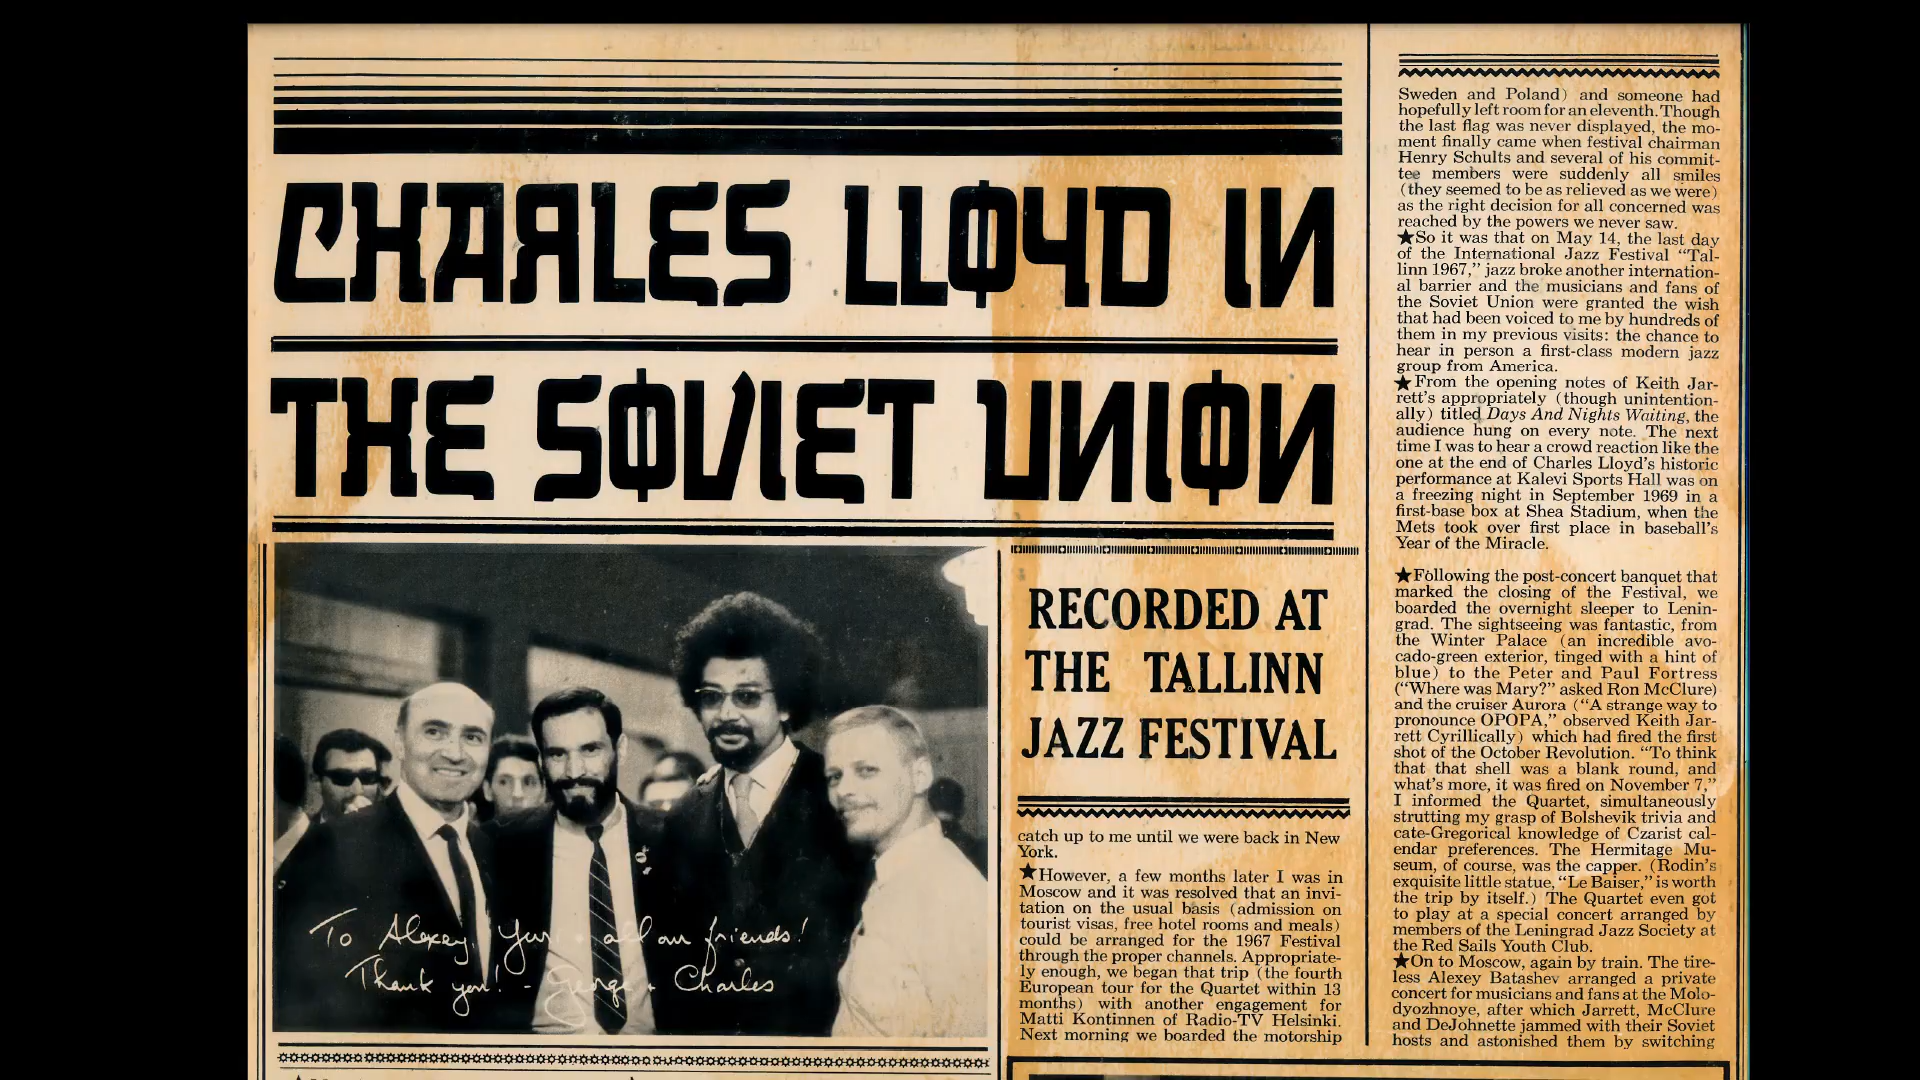 CHARLES LLOYD IN
THE SOVIET UNION
To Alexey, Yuri + all our friends!
Thank you! - George + Charles
RECORDED AT
THE TALLINN
JAZZ FESTIVAL
catch up to me until we were back in New
York.
★However, a few months later I was in
Moscow and it was resolved that an invi-
tation on the usual basis (admission on
tourist visas, free hotel rooms and meals)
could be arranged for the 1967 Festival
through the proper channels. Appropriate-
ly enough, we began that trip (the fourth
European tour for the Quartet within 13
months) with another engagement for
Matti Kontinnen of Radio-TV Helsinki.
Next morning we boarded the motorship
Sweden and Poland) and someone had
hopefully left room for an eleventh. Though
the last flag was never displayed, the mo-
ment finally came when festival chairman
Henry Schults and several of his commit-
tee members were suddenly all smiles
(they seemed to be as relieved as we were)
as the right decision for all concerned was
reached by the powers we never saw.
★So it was that on May 14, the last day
of the International Jazz Festival “Tal-
linn 1967,” jazz broke another internation-
al barrier and the musicians and fans of
the Soviet Union were granted the wish
that had been voiced to me by hundreds of
them in my previous visits: the chance to
hear in person a first-class modern jazz
group from America.
★From the opening notes of Keith Jar-
rett’s appropriately (though unintention-
ally) titled Days And Nights Waiting, the
audience hung on every note. The next
time I was to hear a crowd reaction like the
one at the end of Charles Lloyd’s historic
performance at Kalevi Sports Hall was on
a freezing night in September 1969 in a
first-base box at Shea Stadium, when the
Mets took over first place in baseball’s
Year of the Miracle.
★Following the post-concert banquet that
marked the closing of the Festival, we
boarded the overnight sleeper to Lenin-
grad. The sightseeing was fantastic, from
the Winter Palace (an incredible avo-
cado-green exterior, tinged with a hint of
blue) to the Peter and Paul Fortress
(“Where was Mary?” asked Ron McClure)
and the cruiser Aurora (“A strange way to
pronounce OPOPA,” observed Keith Jar-
rett Cyrillically) which had fired the first
shot of the October Revolution. “To think
that that shell was a blank round, and
what’s more, it was fired on November 7,”
I informed the Quartet, simultaneously
strutting my grasp of Bolshevik trivia and
cate-Gregorical knowledge of Czarist cal-
endar preferences. The Hermitage Mu-
seum, of course, was the capper. (Rodin’s
exquisite little statue, “Le Baiser,” is worth
the trip by itself.) The Quartet even got
to play at a special concert arranged by
members of the Leningrad Jazz Society at
the Red Sails Youth Club.
★On to Moscow, again by train. The tire-
less Alexey Batashev arranged a private
concert for musicians and fans at the Molo-
dyozhnoye, after which Jarrett, McClure
and DeJohnette jammed with their Soviet
hosts and astonished them by switching